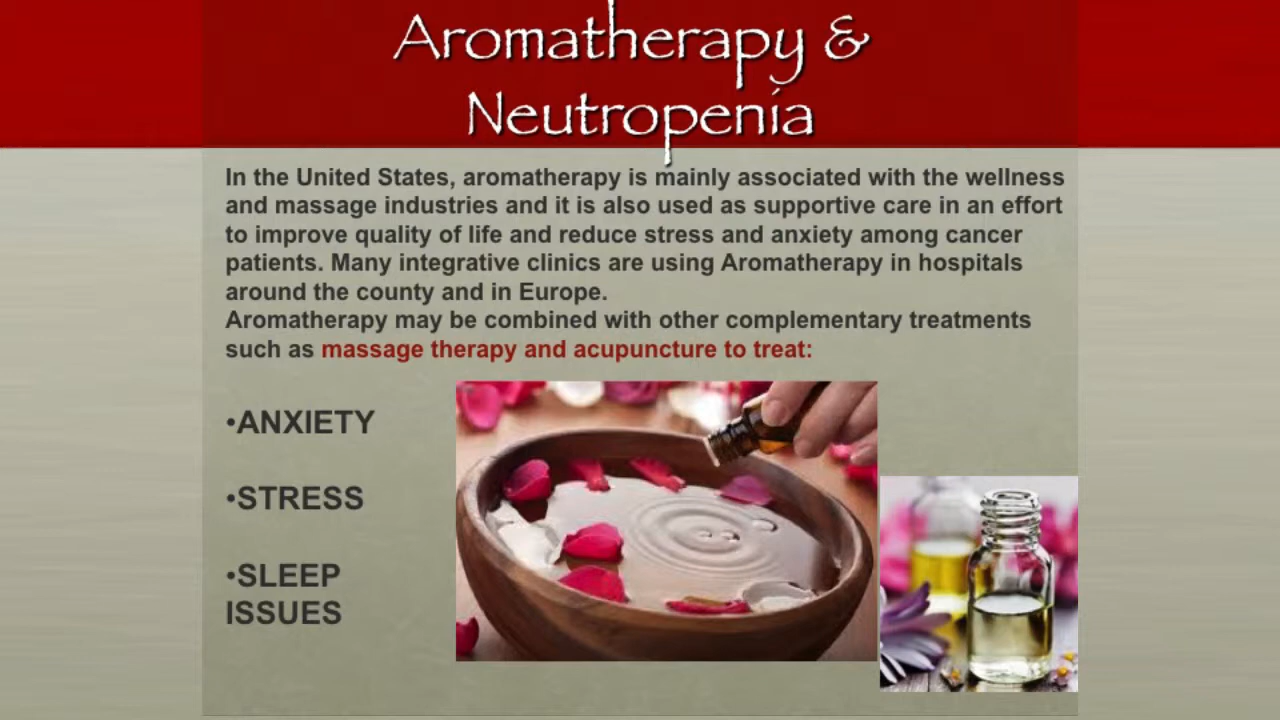 Aromatherapy &
Neutropenia
In the United States, aromatherapy is mainly associated with the wellness
and massage industries and it is also used as supportive care in an effort
to improve quality of life and reduce stress and anxiety among cancer
patients. Many integrative clinics are using Aromatherapy in hospitals
around the county and in Europe.
Aromatherapy may be combined with other complementary treatments
such as massage therapy and acupuncture to treat:
•ANXIETY
•STRESS
•SLEEP
ISSUES